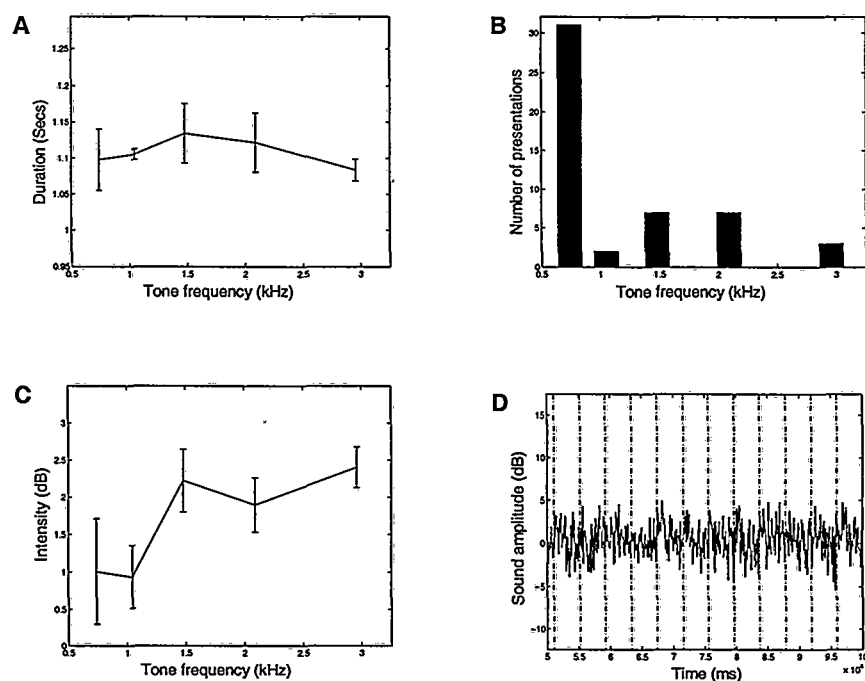 A
1.25
1.2
1.15
1.1
1.05
1
0.95
0.5 1 1.5 2 2.5 3
Duration (Secs)
Tone frequency (kHz)
B
30
25
20
15
10
5
0
0.5 1 1.5 2 2.5 3
Number of presentations
Tone frequency (kHz)
C
3
2.5
2
1.5
1
0.5
0
0.5 1 1.5 2 2.5 3
Intensity (dB)
Tone frequency (kHz)
D
15
10
5
0
−5
−10
5 5.5 6 6.5 7 7.5 8 8.5 9 9.5 10
Sound amplitude (dB)
Time (ms)